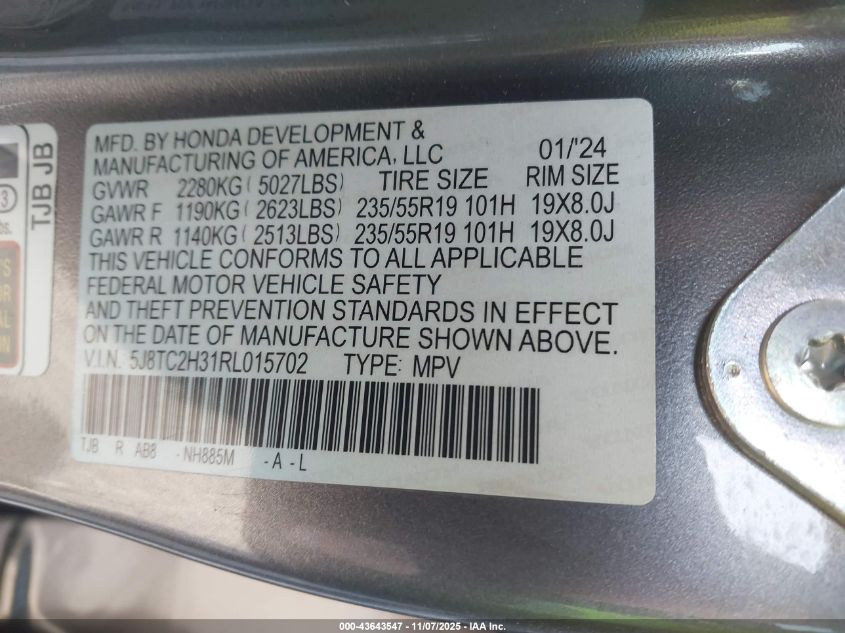 MFD. BY HONDA DEVELOPMENT &
MANUFACTURING OF AMERICA, LLC 01/'24
GVWR 2280KG ( 5027LBS) TIRE SIZE RIM SIZE
GAWR F 1190KG ( 2623LBS) 235/55R19 101H 19X8.0J
GAWR R 1140KG ( 2513LBS) 235/55R19 101H 19X8.0J
THIS VEHICLE CONFORMS TO ALL APPLICABLE
FEDERAL MOTOR VEHICLE SAFETY
AND THEFT PREVENTION STANDARDS IN EFFECT
ON THE DATE OF MANUFACTURE SHOWN ABOVE.
V.I.N. 5J8TC2H31RL015702 TYPE: MPV
TJB R AB8 - NH885M - A - L
TJB JB
000-43643547 - 11/07/2025 - IAA Inc.